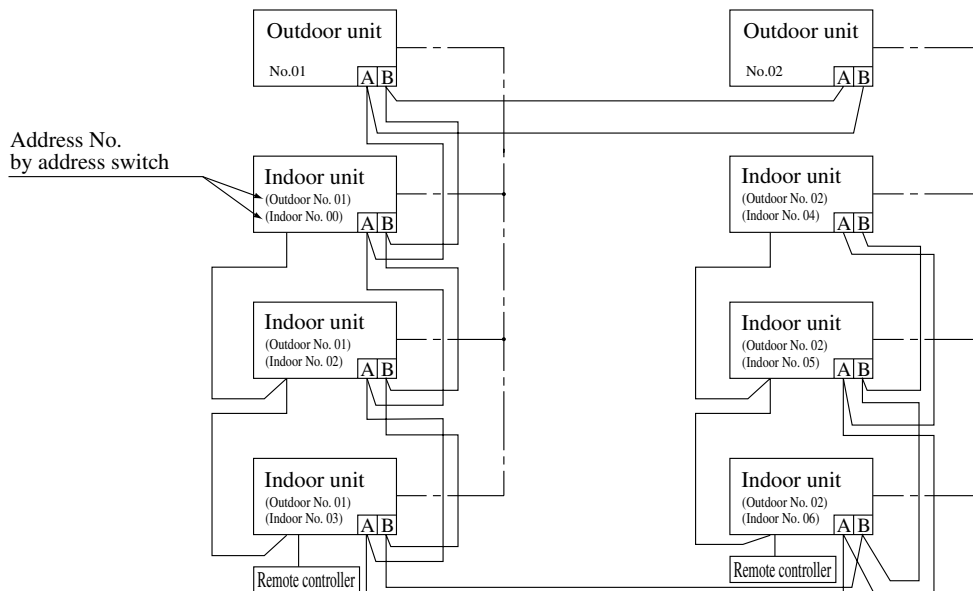 Outdoor unit
No.01
A B
Outdoor unit
No.02
A B
Address No.
by address switch
Indoor unit
(Outdoor No. 01)
(Indoor No. 00)
A B
Indoor unit
(Outdoor No. 02)
(Indoor No. 04)
A B
Indoor unit
(Outdoor No. 01)
(Indoor No. 02)
A B
Indoor unit
(Outdoor No. 02)
(Indoor No. 05)
A B
Indoor unit
(Outdoor No. 01)
(Indoor No. 03)
A B
Remote controller
Indoor unit
(Outdoor No. 02)
(Indoor No. 06)
A B
Remote controller